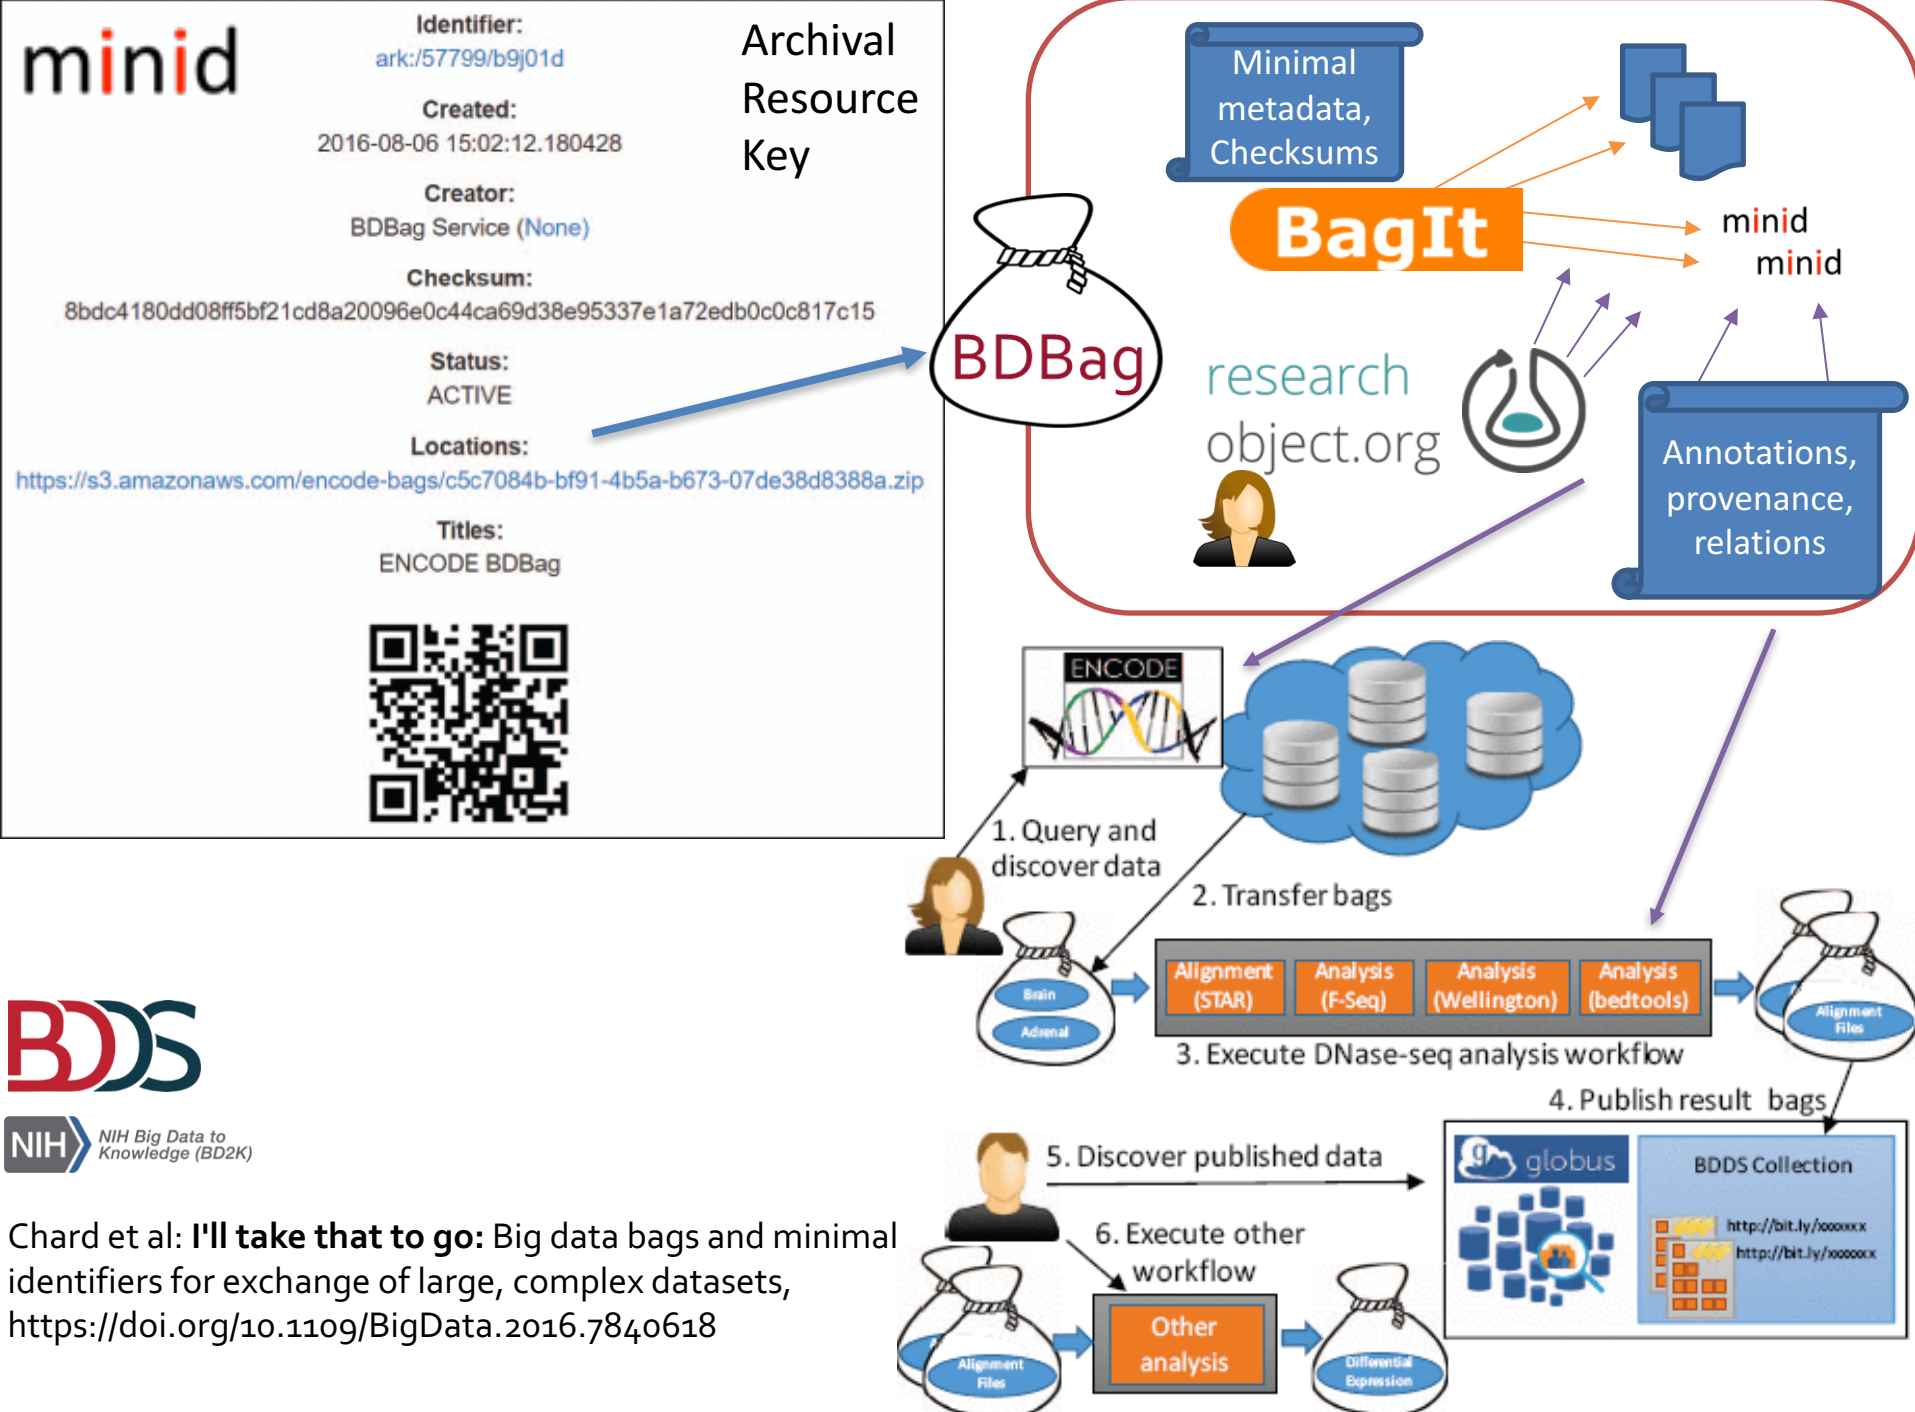 minid
Identifier:
ark:/57799/b9j01d
Created:
2016-08-06 15:02:12.180428
Creator:
BDBag Service (None)
Checksum:
8bdc4180dd08ff5bf21cd8a20096e0c44ca69d38e95337e1a72edb0c0c817c15
Status:
ACTIVE
Locations:
https://s3.amazonaws.com/encode-bags/c5c7084b-bf91-4b5a-b673-07de38d8388a.zip
Titles:
ENCODE BDBag
Archival
Resource
Key
BDBag
Minimal
metadata,
Checksums
BagIt
minid
minid
research
object.org
Annotations,
provenance,
relations
ENCODE
1. Query and
discover data
2. Transfer bags
Brain
Adrenal
Alignment
(STAR)
Analysis
(F-Seq)
Analysis
(Wellington)
Analysis
(bedtools)
Alignment
Files
3. Execute DNase-seq analysis workflow
4. Publish result bags
5. Discover published data
globus
BDDS Collection
http://bit.ly/xxxxxxx
http://bit.ly/xxxxxxx
6. Execute other
workflow
Alignment
Files
Other
analysis
Differential
Expression
BDDS
NIH
NIH Big Data to
Knowledge (BD2K)
Chard et al: I'll take that to go: Big data bags and minimal
identifiers for exchange of large, complex datasets,
https://doi.org/10.1109/BigData.2016.7840618